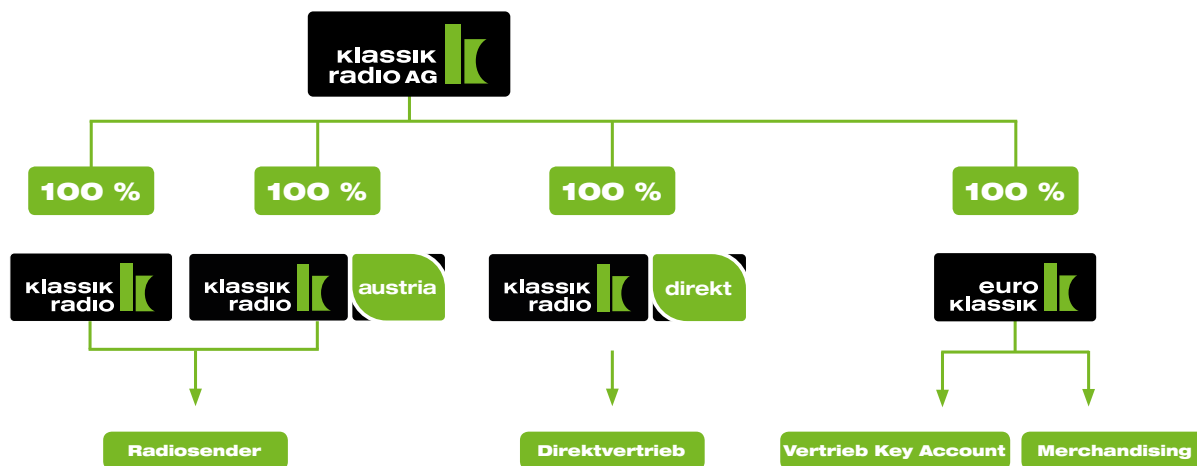 Klassik
radio AG
100 %
100 %
100 %
100 %
Klassik
radio
Klassik
radio
austria
Klassik
radio
direkt
euro
Klassik
Radiosender
Direktvertrieb
Vertrieb Key Account
Merchandising